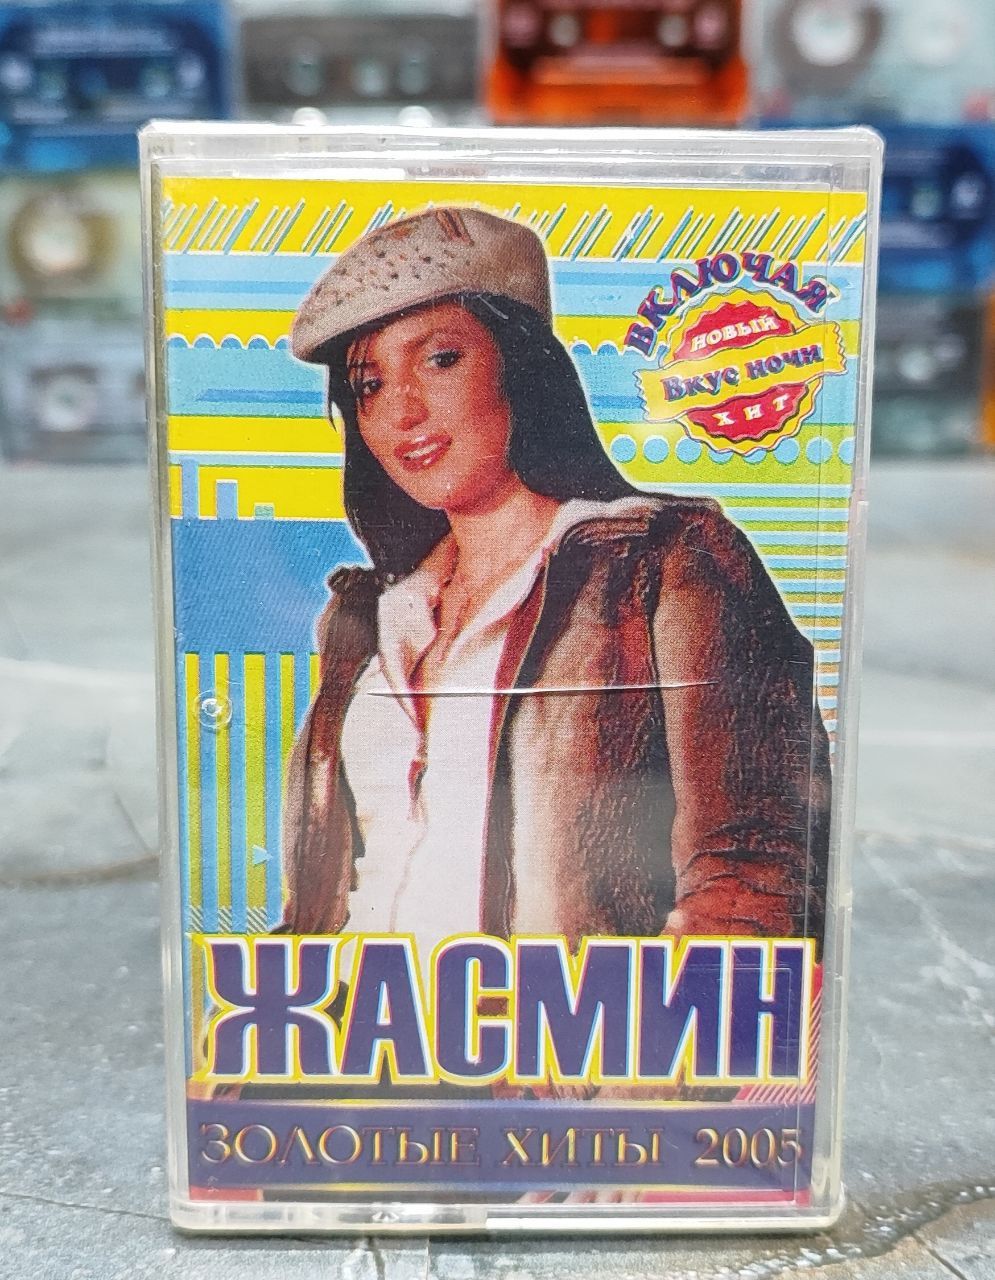 ВКЛЮЧАЯ
НОВЫЙ
Вкус ночи
ХИТ
ЖАСМИН
ЗОЛОТЫЕ ХИТЫ 2005